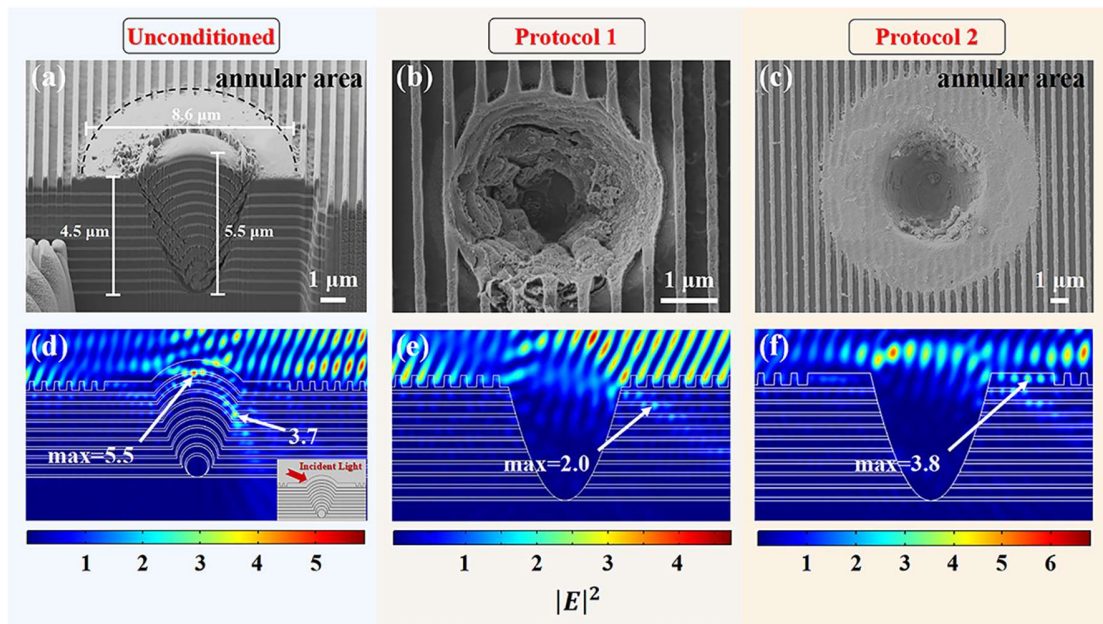 Unconditioned
Protocol 1
Protocol 2
(a)
annular area
8.6 μm
4.5 μm
5.5 μm
1 μm
(b)
1 μm
(c)
annular area
1 μm
(d)
max=5.5
3.7
Incident Light
(e)
max=2.0
(f)
max=3.8
1 2 3 4 5
1 2 3 4
1 2 3 4 5 6
|E|²